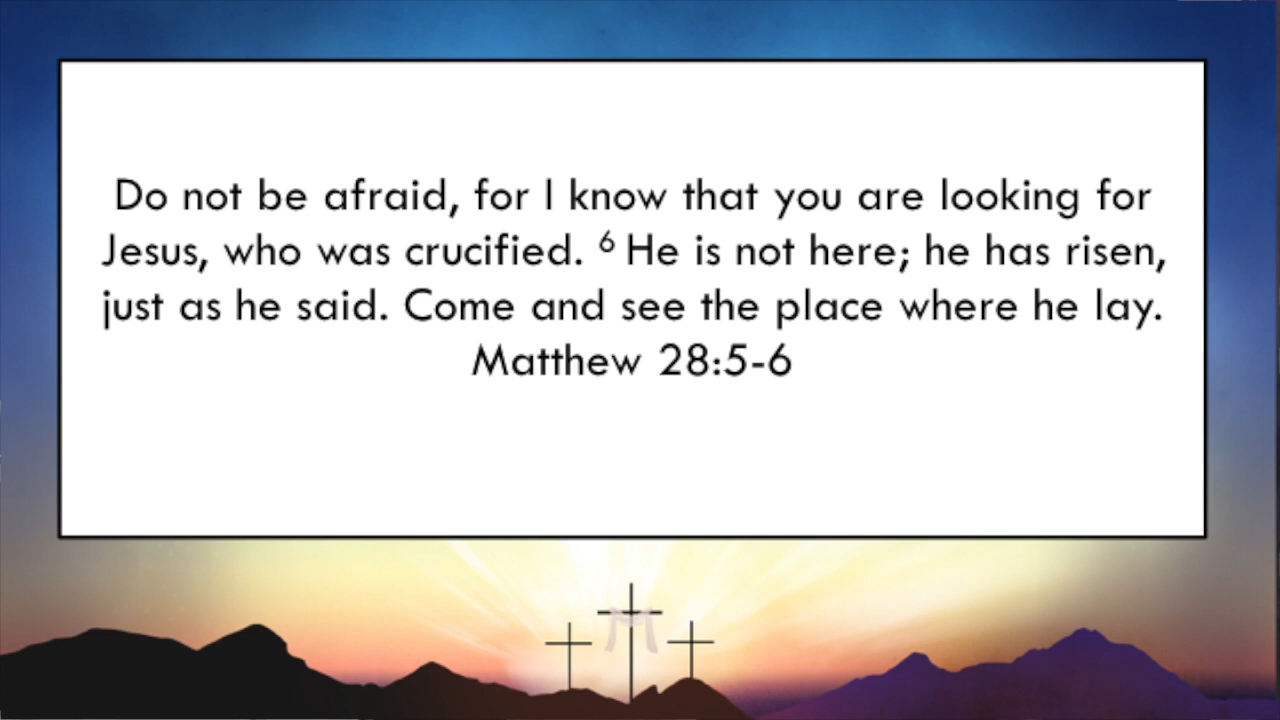 Do not be afraid, for I know that you are looking for
Jesus, who was crucified. ⁶ He is not here; he has risen,
just as he said. Come and see the place where he lay.
Matthew 28:5-6